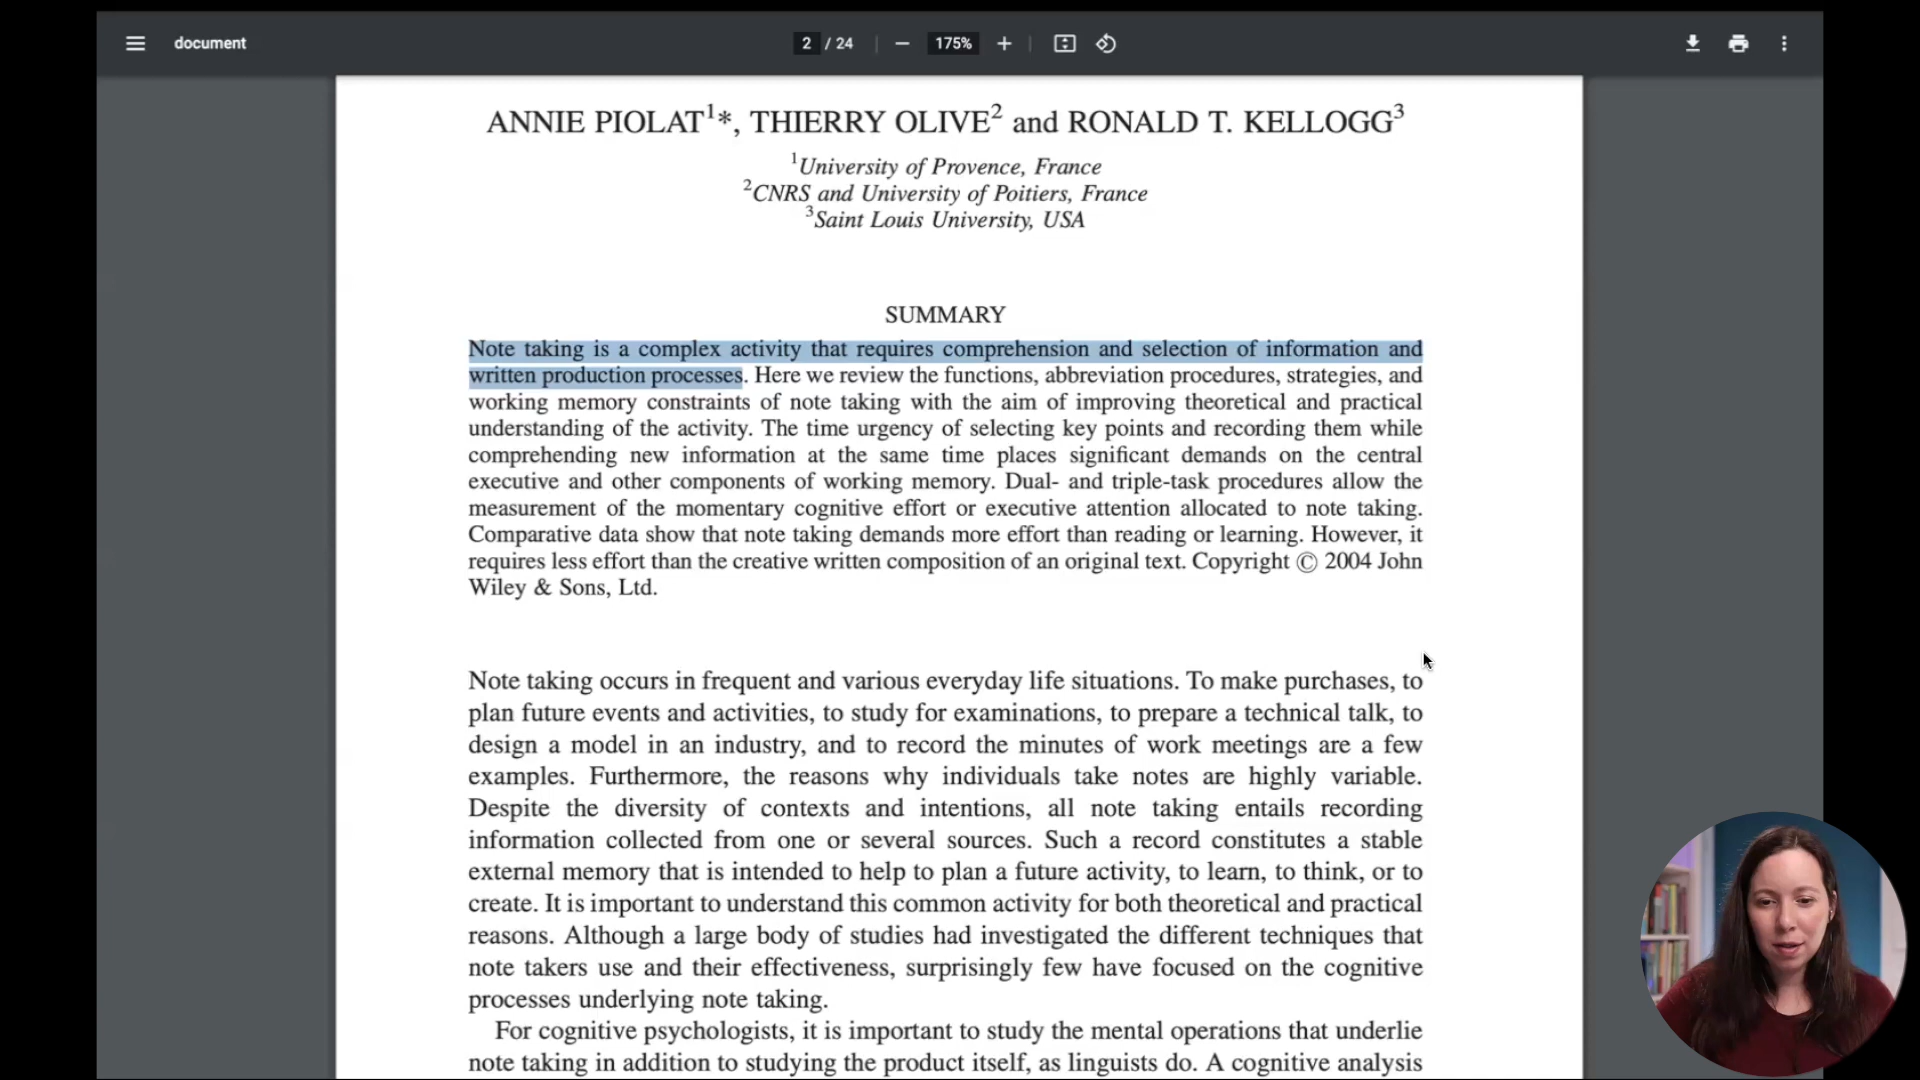 document
2 / 24
175%
ANNIE PIOLAT1*, THIERRY OLIVE2 and RONALD T. KELLOGG3
1University of Provence, France
2CNRS and University of Poitiers, France
3Saint Louis University, USA
SUMMARY
Note taking is a complex activity that requires comprehension and selection of information and
written production processes. Here we review the functions, abbreviation procedures, strategies, and
working memory constraints of note taking with the aim of improving theoretical and practical
understanding of the activity. The time urgency of selecting key points and recording them while
comprehending new information at the same time places significant demands on the central
executive and other components of working memory. Dual- and triple-task procedures allow the
measurement of the momentary cognitive effort or executive attention allocated to note taking.
Comparative data show that note taking demands more effort than reading or learning. However, it
requires less effort than the creative written composition of an original text. Copyright © 2004 John
Wiley & Sons, Ltd.
Note taking occurs in frequent and various everyday life situations. To make purchases, to
plan future events and activities, to study for examinations, to prepare a technical talk, to
design a model in an industry, and to record the minutes of work meetings are a few
examples. Furthermore, the reasons why individuals take notes are highly variable.
Despite the diversity of contexts and intentions, all note taking entails recording
information collected from one or several sources. Such a record constitutes a stable
external memory that is intended to help to plan a future activity, to learn, to think, or to
create. It is important to understand this common activity for both theoretical and practical
reasons. Although a large body of studies had investigated the different techniques that
note takers use and their effectiveness, surprisingly few have focused on the cognitive
processes underlying note taking.
For cognitive psychologists, it is important to study the mental operations that underlie
note taking in addition to studying the product itself, as linguists do. A cognitive analysis